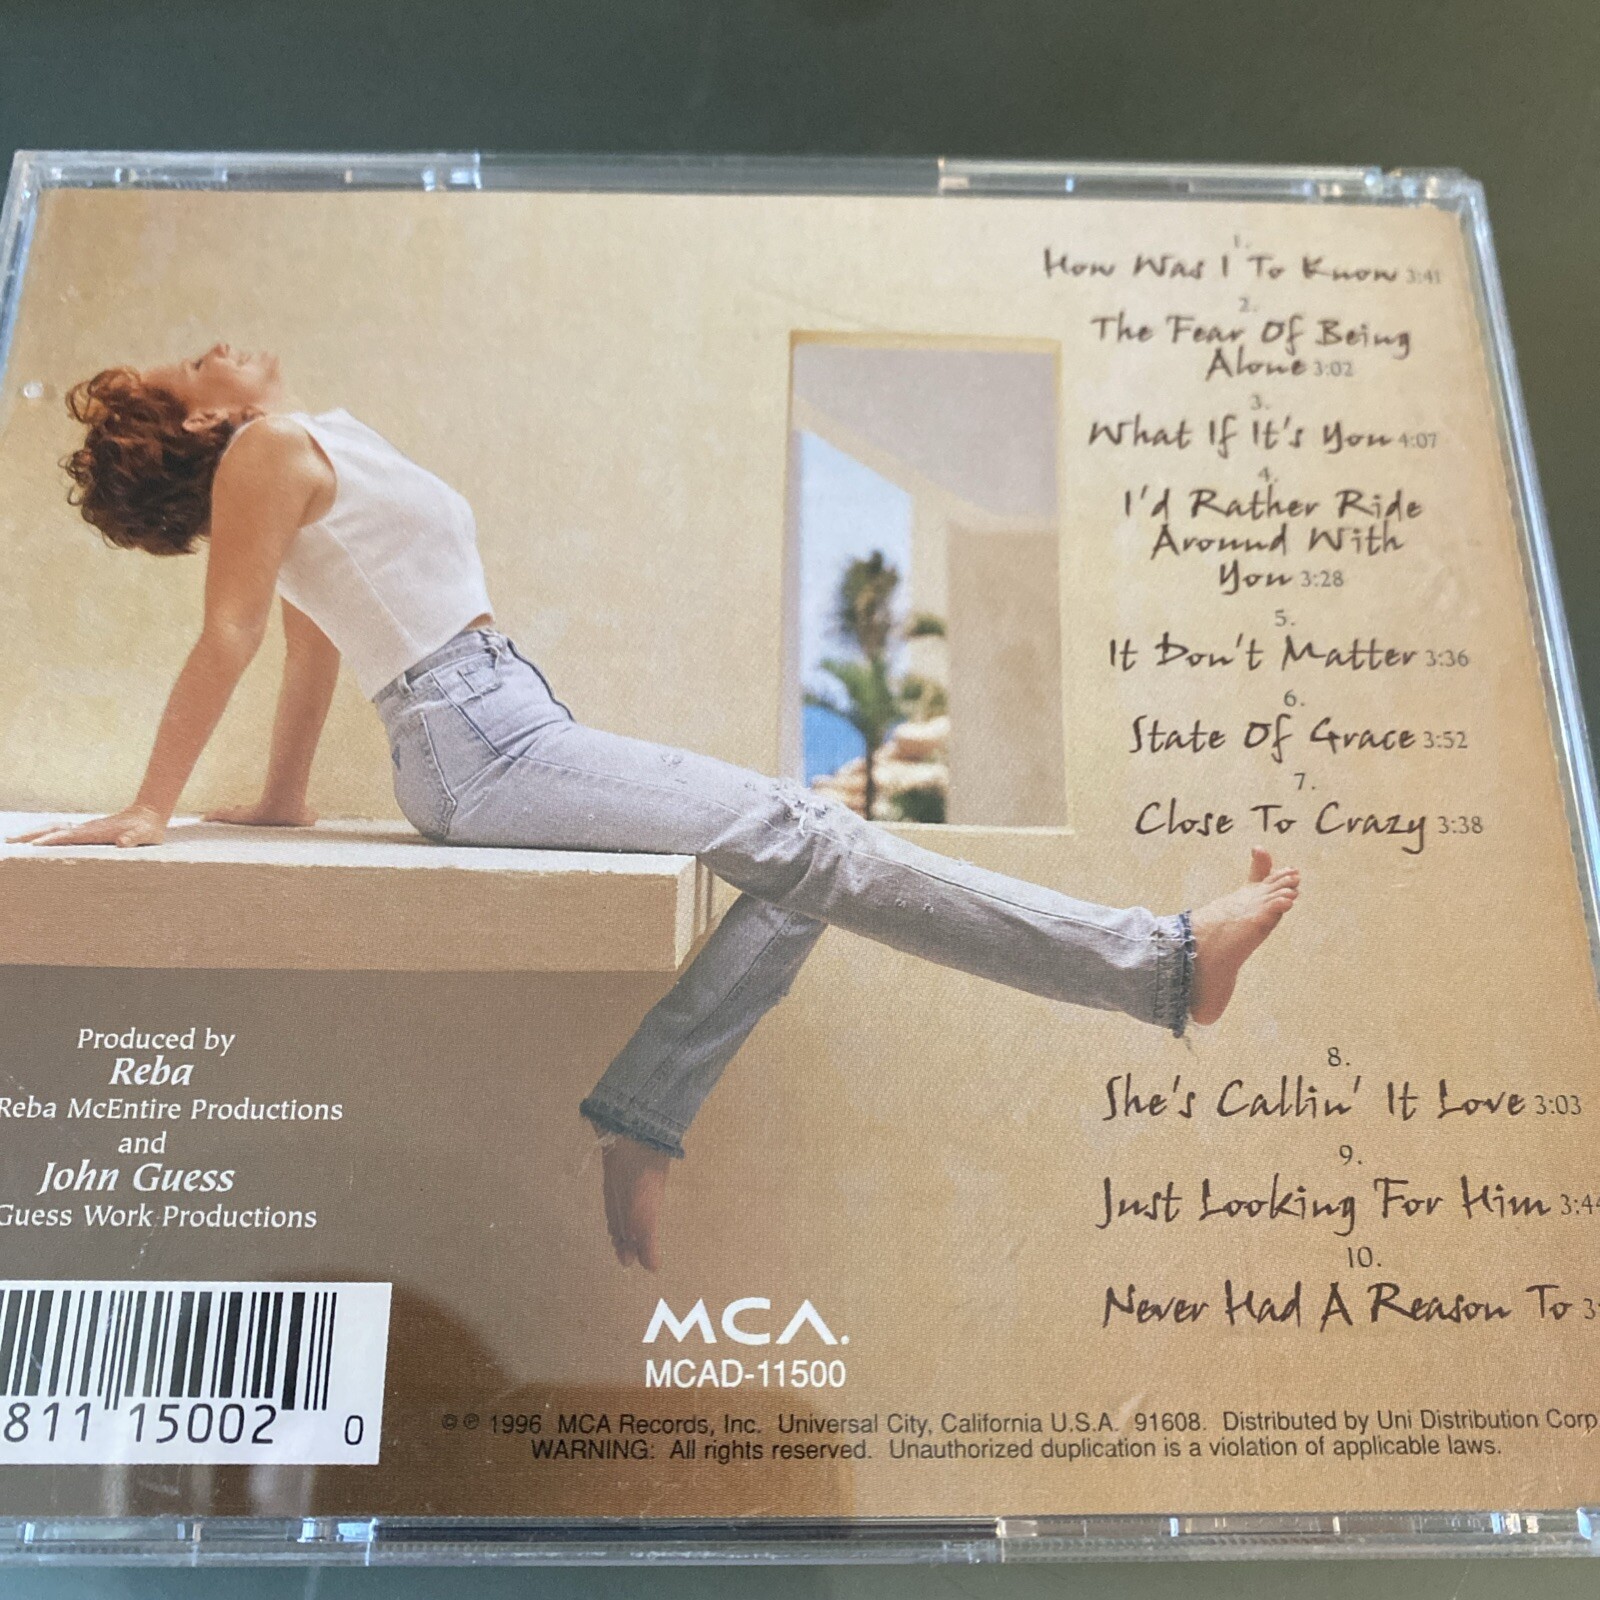 1.
How Was I To Know 3:41
2.
The Fear Of Being
Alone 3:02
3.
What If It's You 4:07
4.
I'd Rather Ride
Around With
You 3:28
5.
It Don't Matter 3:36
6.
State Of Grace 3:52
7.
Close To Crazy 3:38
8.
She's Callin' It Love 3:03
9.
Just Looking For Him 3:44
10.
Never Had A Reason To
Produced by
Reba
Reba McEntire Productions
and
John Guess
Guess Work Productions
811 15002 0
MCA.
MCAD-11500
©℗ 1996 MCA Records, Inc. Universal City, California U.S.A. 91608. Distributed by Uni Distribution Corp
WARNING: All rights reserved. Unauthorized duplication is a violation of applicable laws.